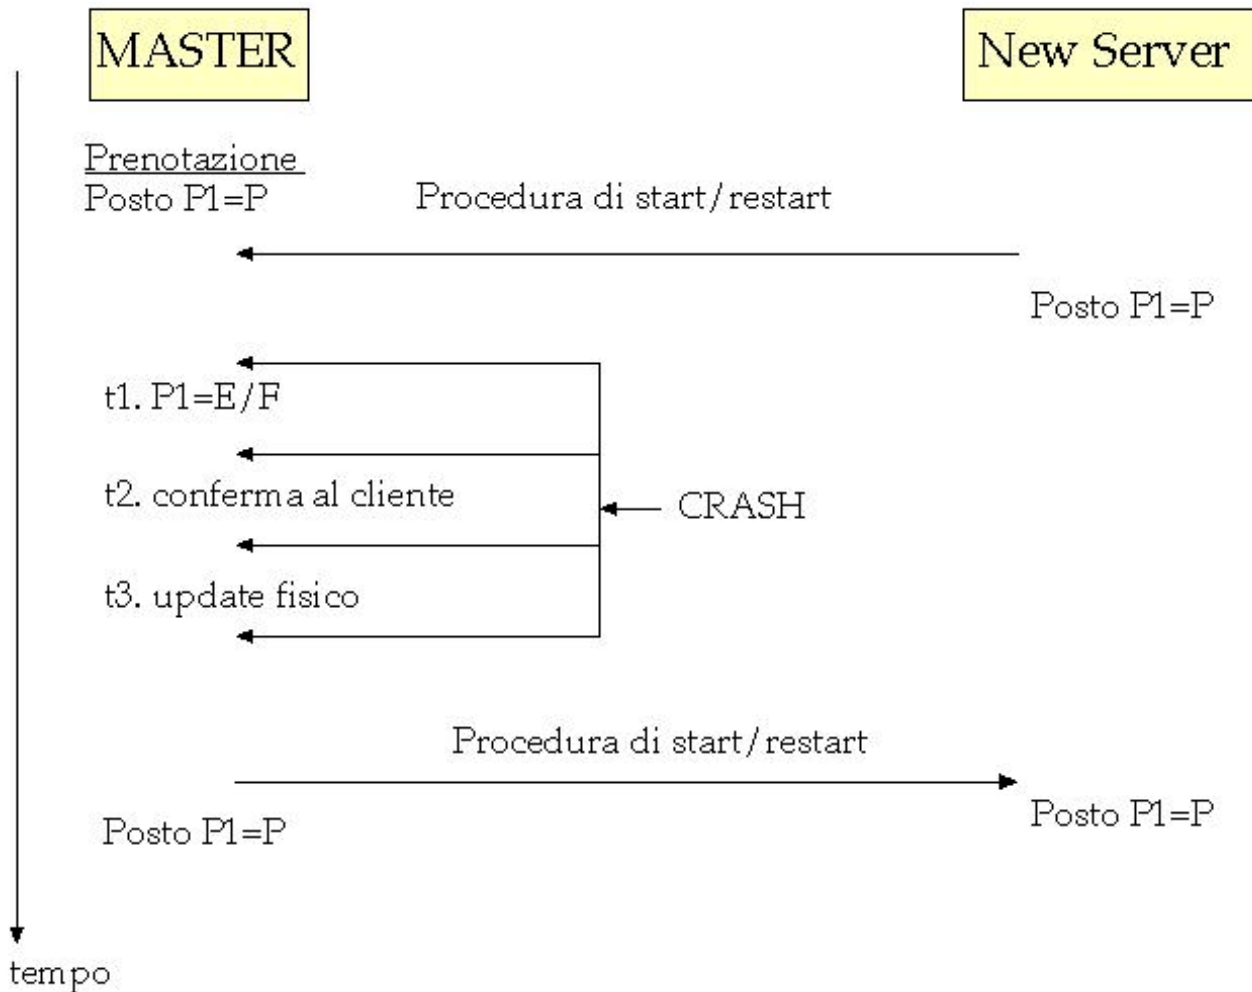 MASTER
New Server
Prenotazione
Posto P1=P
Procedura di start/restart
Posto P1=P
t1. P1=E/F
t2. conferma al cliente
CRASH
t3. update fisico
Procedura di start/restart
Posto P1=P
Posto P1=P
tempo